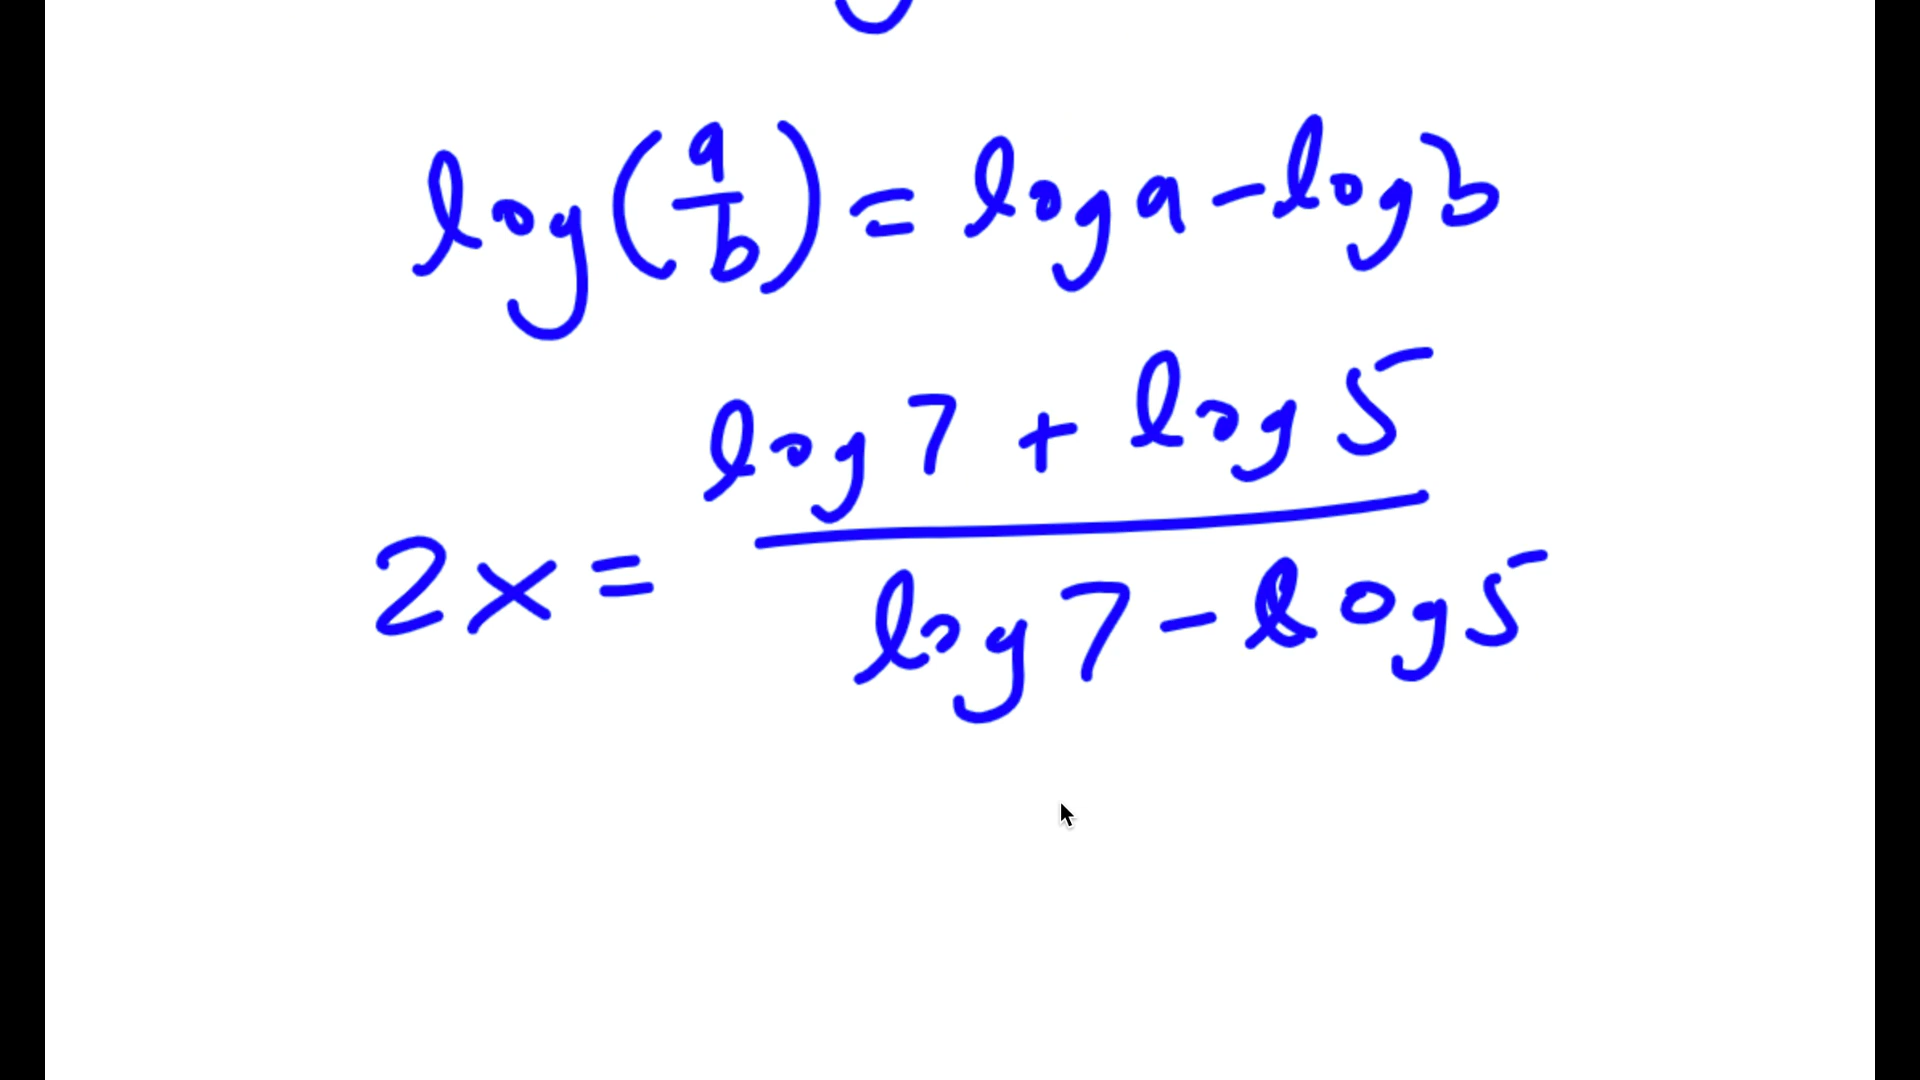 log(a/b) = log a - log b
log 7 + log 5
2x =
log 7 - log 5